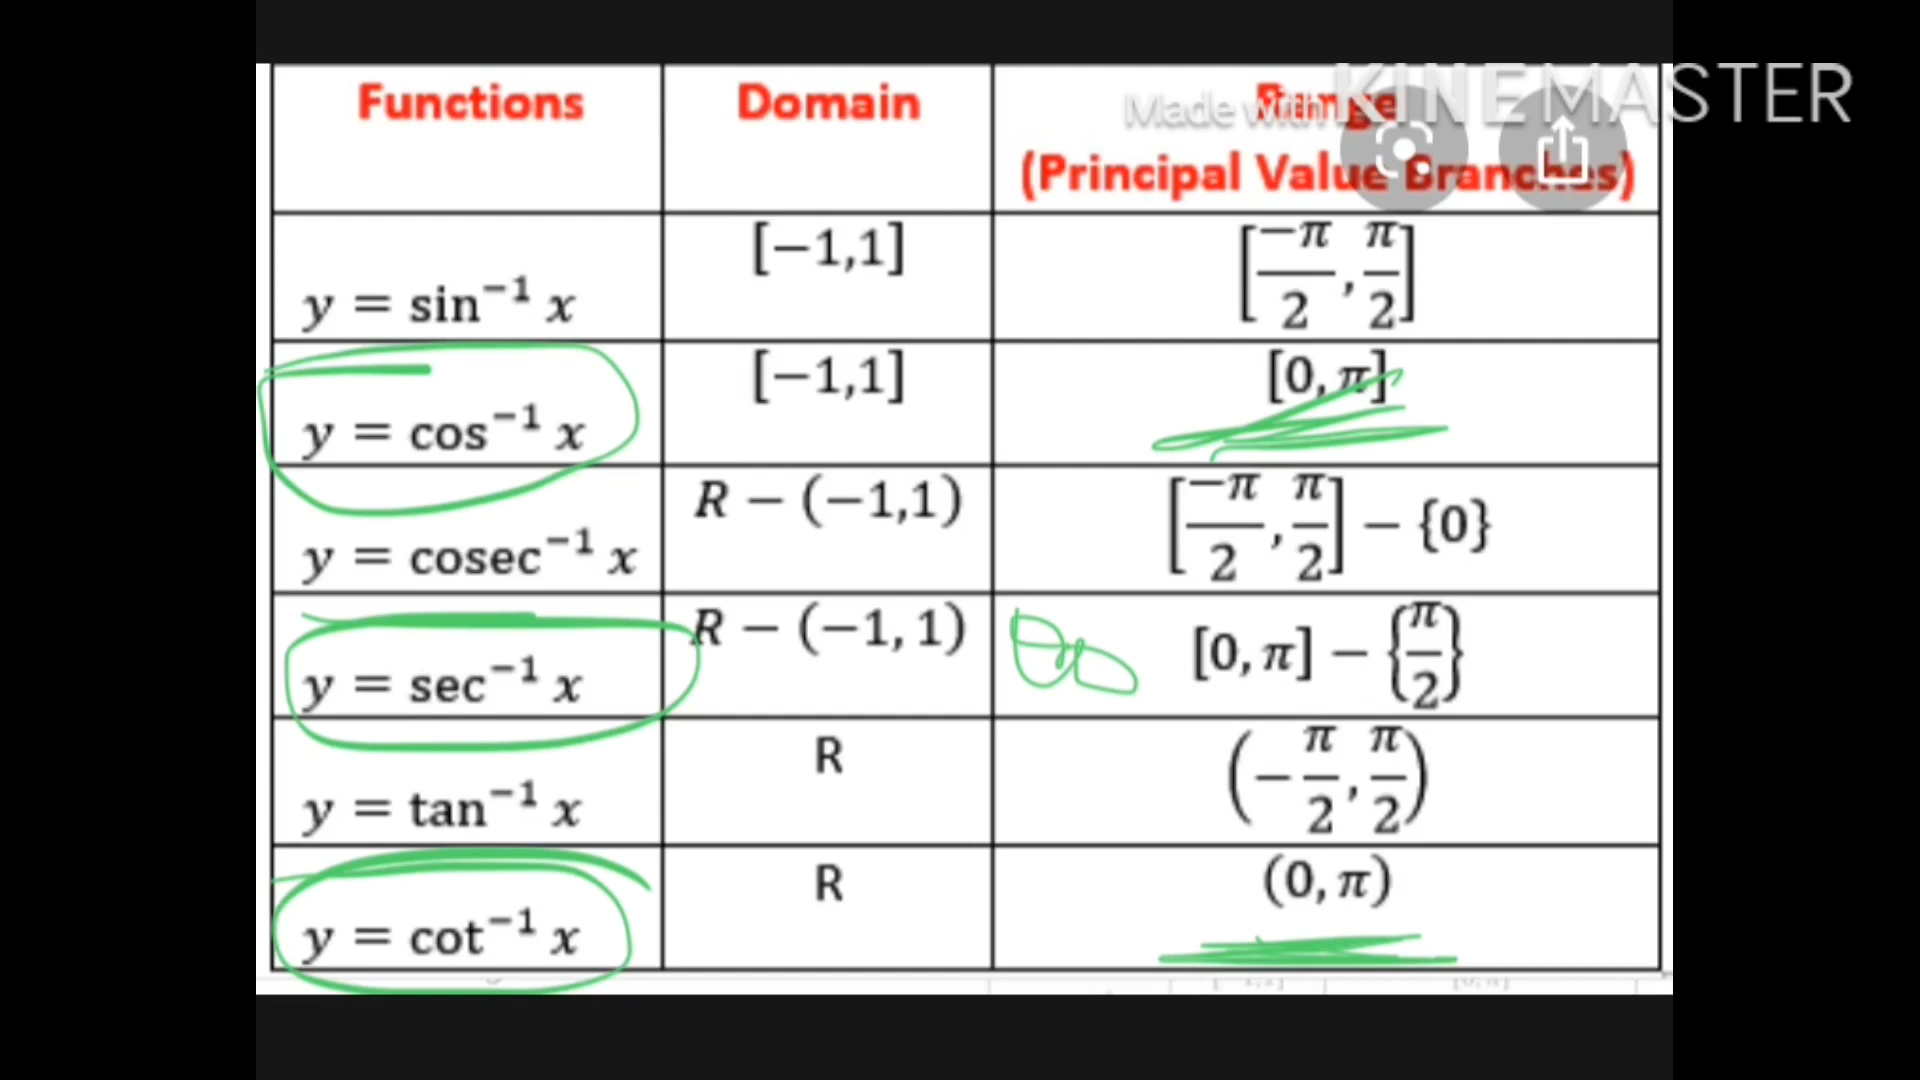 Made with KINEMASTER
Functions Domain Range
(Principal Value Branches)
y = sin⁻¹ x [−1,1] [−π/2, π/2]
y = cos⁻¹ x [−1,1] [0, π]
y = cosec⁻¹ x R − (−1,1) [−π/2, π/2] − {0}
y = sec⁻¹ x R − (−1, 1) [0, π] − {π/2}
y = tan⁻¹ x R (−π/2, π/2)
y = cot⁻¹ x R (0, π)